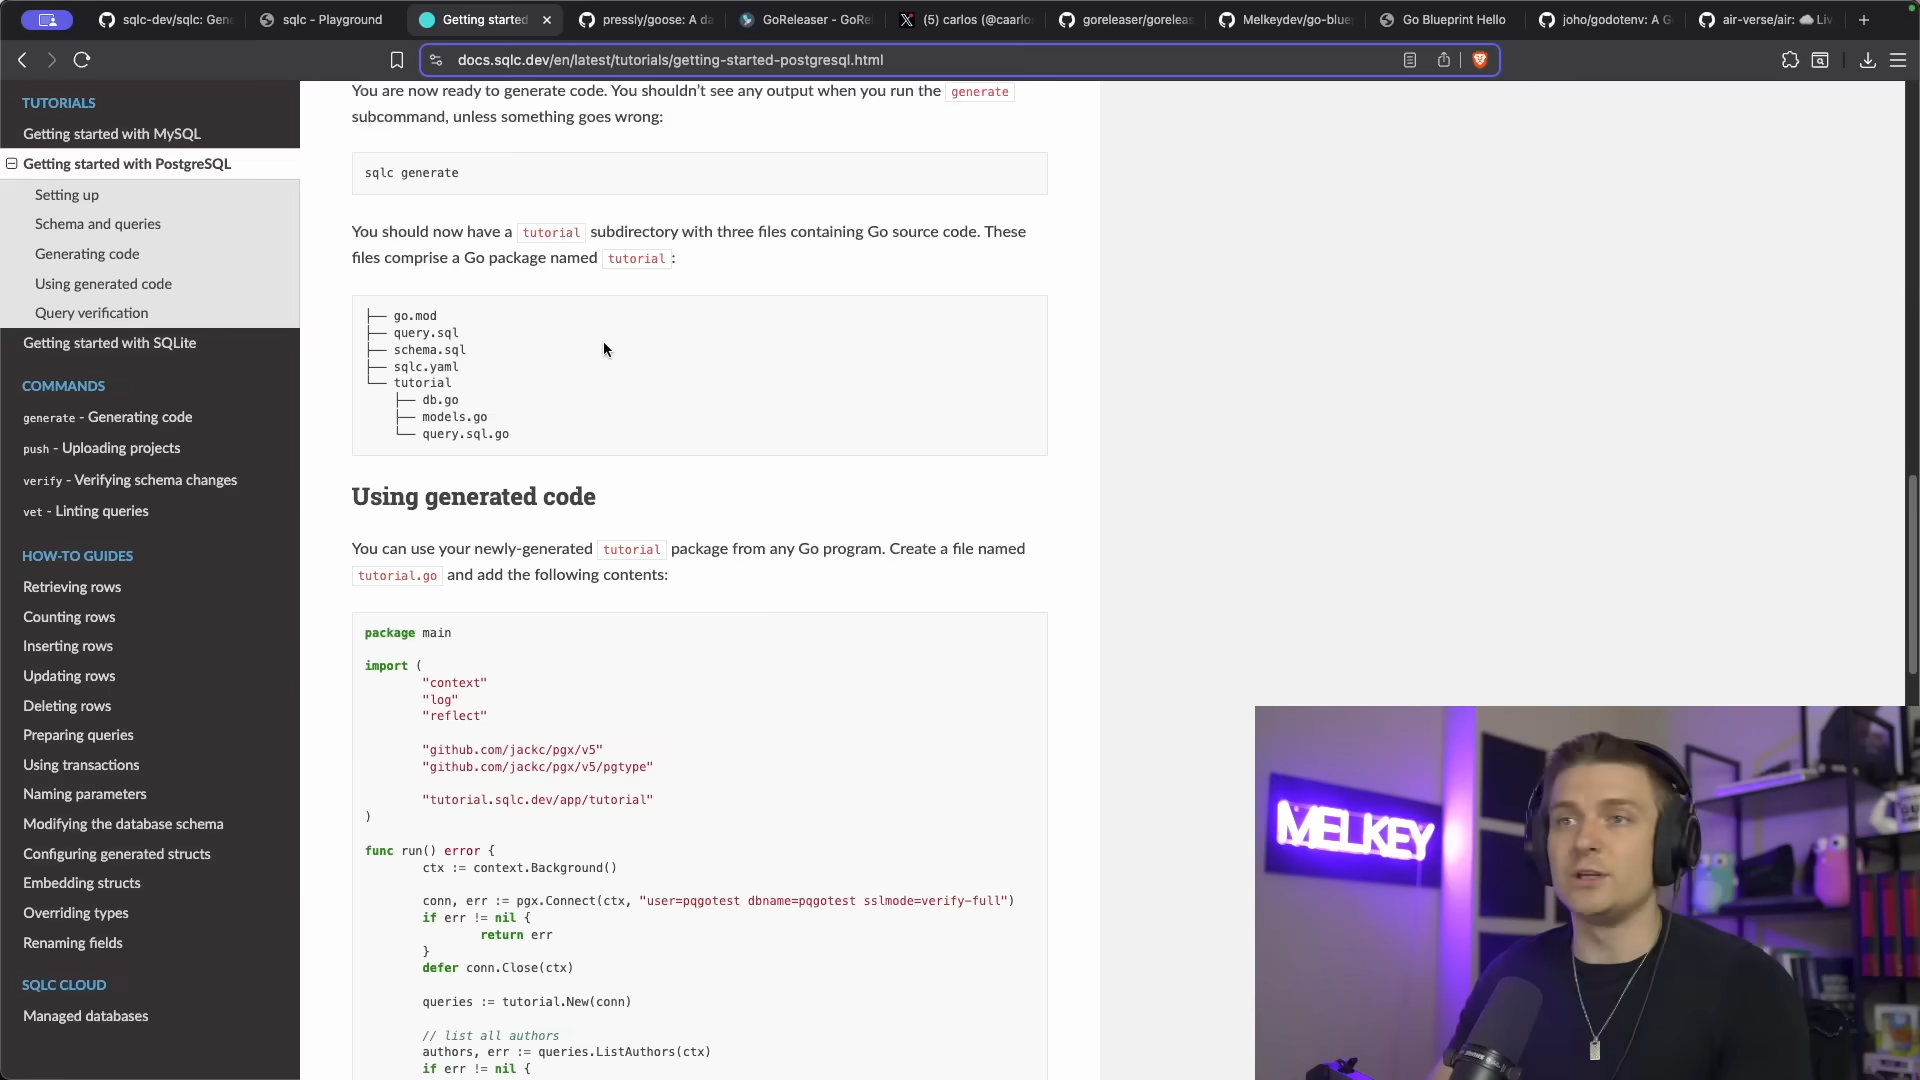 sqlc-dev/sqlc: Gen
sqlc - Playground
Getting started
pressly/goose: A da
GoReleaser - GoRe
(5) carlos (@caarlo
goreleaser/goreleas
Melkeydev/go-blue
Go Blueprint Hello
joho/godotenv: A G
air-verse/air: Liv
docs.sqlc.dev/en/latest/tutorials/getting-started-postgresql.html
TUTORIALS
Getting started with MySQL
Getting started with PostgreSQL
Setting up
Schema and queries
Generating code
Using generated code
Query verification
Getting started with SQLite
COMMANDS
generate - Generating code
push - Uploading projects
verify - Verifying schema changes
vet - Linting queries
HOW-TO GUIDES
Retrieving rows
Counting rows
Inserting rows
Updating rows
Deleting rows
Preparing queries
Using transactions
Naming parameters
Modifying the database schema
Configuring generated structs
Embedding structs
Overriding types
Renaming fields
SQLC CLOUD
Managed databases
You are now ready to generate code. You shouldn't see any output when you run the generate
subcommand, unless something goes wrong:
sqlc generate
You should now have a tutorial subdirectory with three files containing Go source code. These
files comprise a Go package named tutorial:
├── go.mod
├── query.sql
├── schema.sql
├── sqlc.yaml
└── tutorial
    ├── db.go
    ├── models.go
    └── query.sql.go
Using generated code
You can use your newly-generated tutorial package from any Go program. Create a file named
tutorial.go and add the following contents:
package main
import (
"context"
"log"
"reflect"
"github.com/jackc/pgx/v5"
"github.com/jackc/pgx/v5/pgtype"
"tutorial.sqlc.dev/app/tutorial"
)
func run() error {
ctx := context.Background()
conn, err := pgx.Connect(ctx, "user=pqgotest dbname=pqgotest sslmode=verify-full")
if err != nil {
return err
}
defer conn.Close(ctx)
queries := tutorial.New(conn)
// list all authors
authors, err := queries.ListAuthors(ctx)
if err != nil {
MELKEY